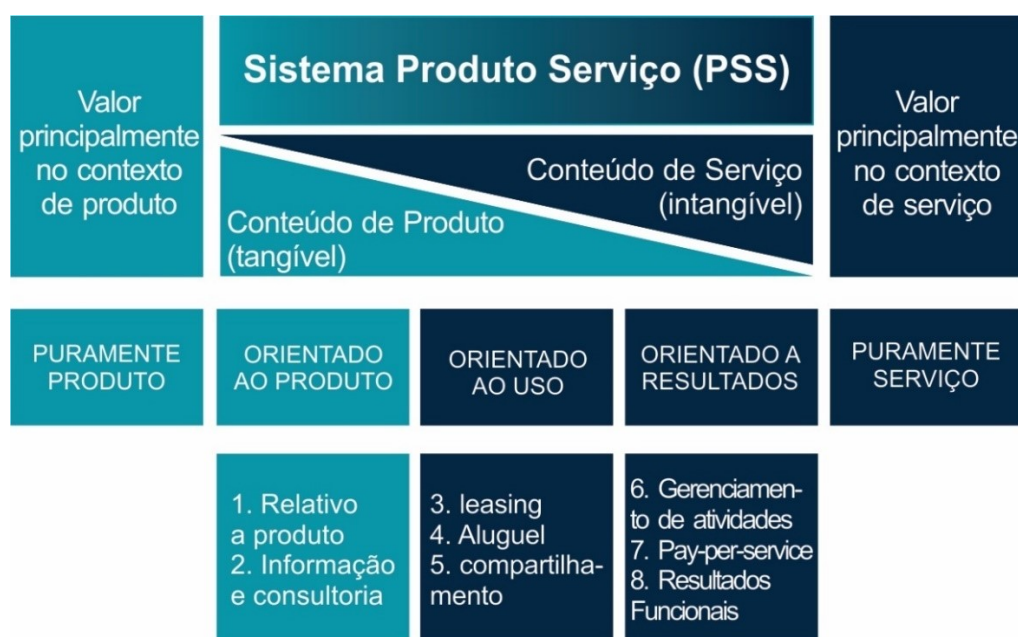 Valor
principalmente
no contexto
de produto
Sistema Produto Serviço (PSS)
Conteúdo de Serviço
(intangível)
Conteúdo de Produto
(tangível)
Valor
principalmente
no contexto
de serviço
PURAMENTE
PRODUTO
ORIENTADO
AO PRODUTO
ORIENTADO
AO USO
ORIENTADO A
RESULTADOS
PURAMENTE
SERVIÇO
1. Relativo
a produto
2. Informação
e consultoria
3. leasing
4. Aluguel
5. compartilha-
mento
6. Gerenciamen-
to de atividades
7. Pay-per-service
8. Resultados
Funcionais